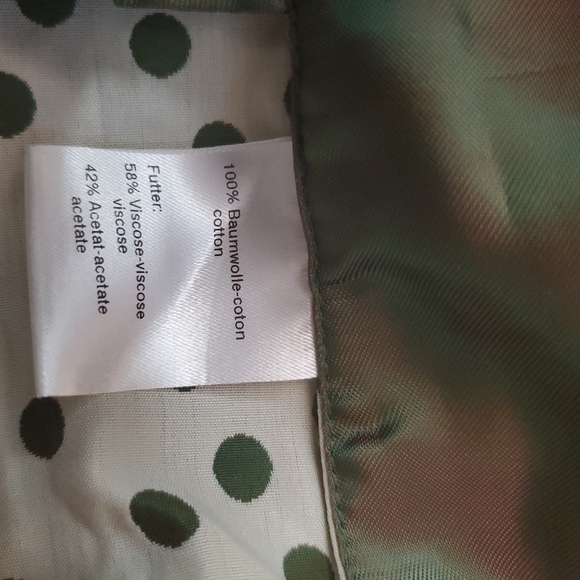 100% Baumwolle-coton
cotton
Futter:
58% Viscose-viscose
viscose
42% Acetat-acetate
acetate